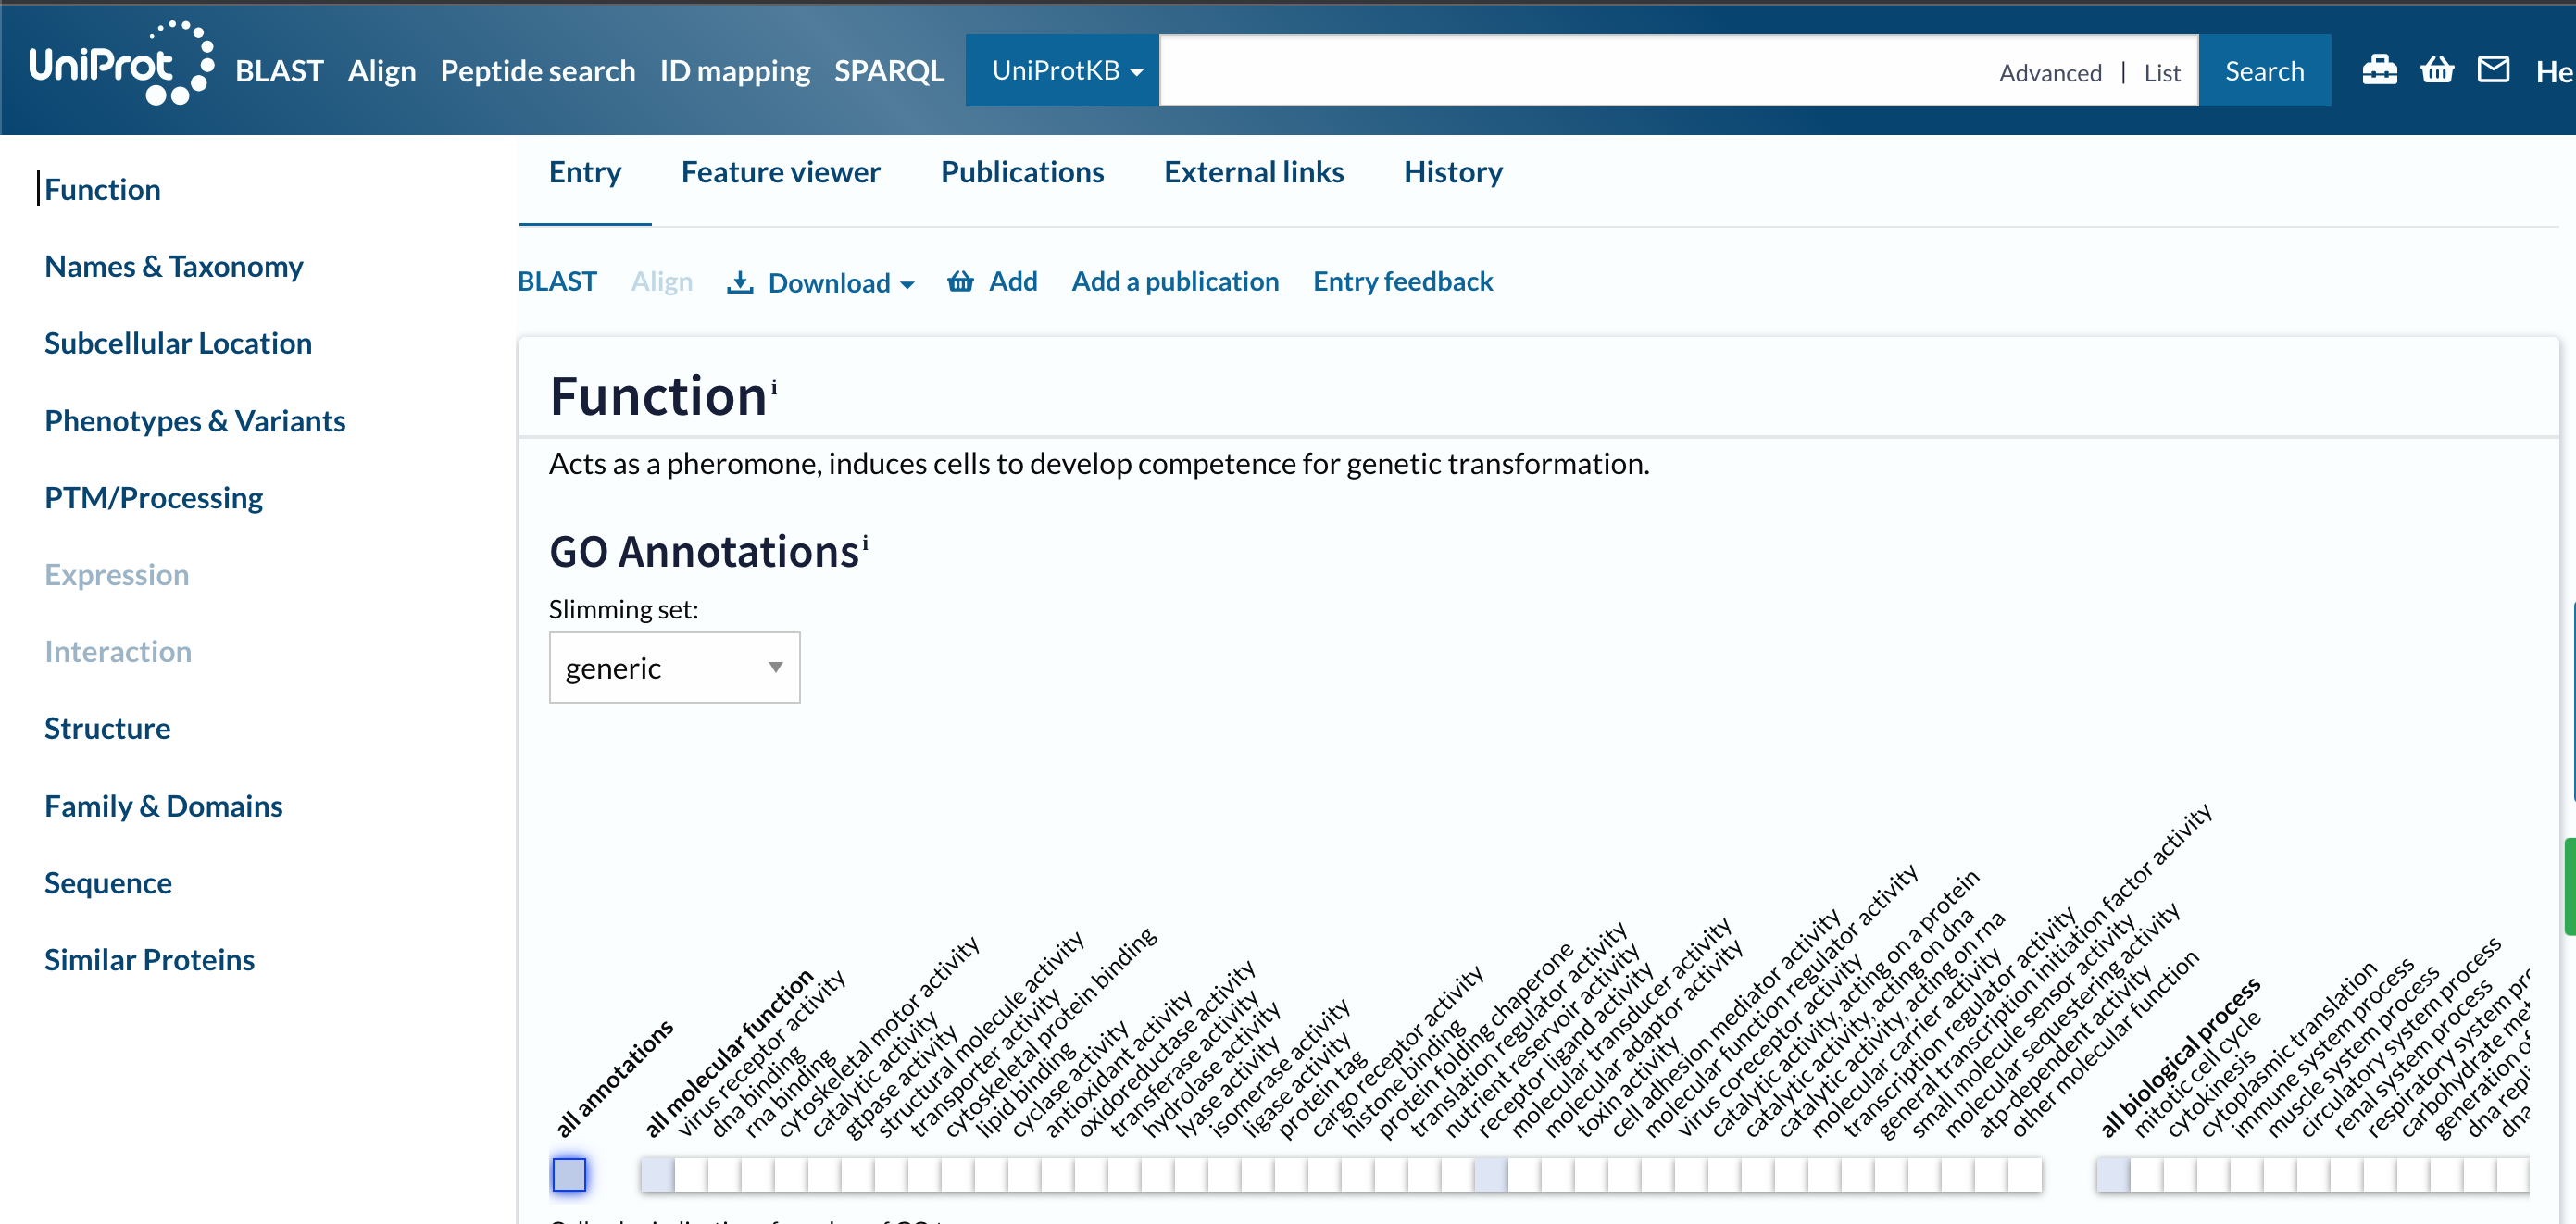 UniProt BLAST Align Peptide search ID mapping SPARQL UniProtKB Advanced | List Search He
Function
Names & Taxonomy
Subcellular Location
Phenotypes & Variants
PTM/Processing
Expression
Interaction
Structure
Family & Domains
Sequence
Similar Proteins
Entry Feature viewer Publications External links History
BLAST Align Download Add Add a publication Entry feedback
Function i
Acts as a pheromone, induces cells to develop competence for genetic transformation.
GO Annotations i
Slimming set:
generic
all annotations
all molecular function
virus receptor activity
dna binding
rna binding
cytoskeletal motor activity
catalytic activity
gtpase activity
structural molecule activity
transporter activity
cytoskeletal protein binding
lipid binding
cyclase activity
antioxidant activity
oxidoreductase activity
transferase activity
hydrolase activity
lyase activity
isomerase activity
ligase activity
protein tag
cargo receptor activity
histone binding
protein folding chaperone
translation regulator activity
nutrient reservoir activity
receptor ligand activity
molecular transducer activity
molecular adaptor activity
toxin activity
cell adhesion mediator activity
molecular function regulator activity
virus coreceptor activity
catalytic activity, acting on a protein
catalytic activity, acting on dna
catalytic activity, acting on rna
molecular carrier activity
transcription regulator activity
general transcription initiation factor activity
small molecule sensor activity
molecular sequestering activity
atp-dependent activity
other molecular function
all biological process
mitotic cell cycle
cytokinesis
cytoplasmic translation
immune system process
muscle system process
circulatory system process
renal system process
respiratory system pro
carbohydrate met
generation of
dna repli
dna